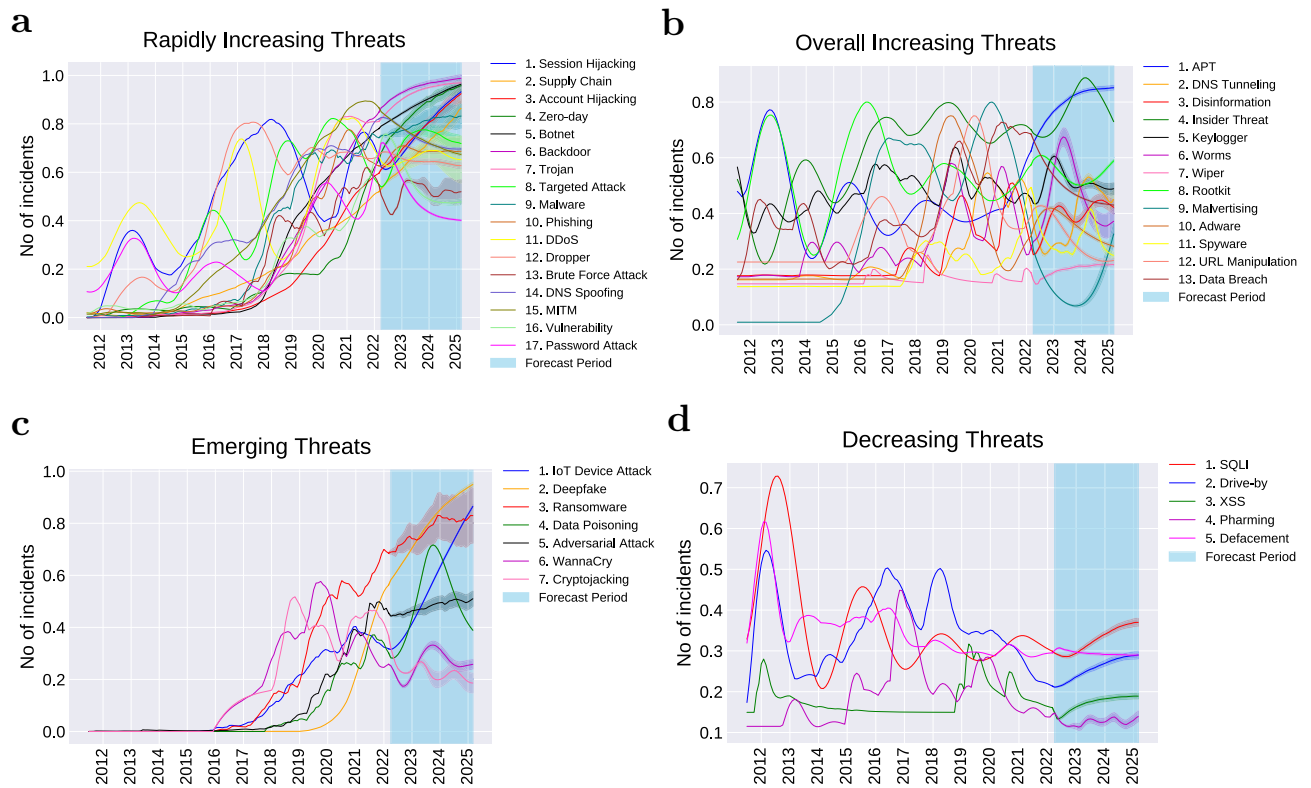 a
Rapidly Increasing Threats
No of incidents
1.0
0.8
0.6
0.4
0.2
0.0
2012
2013
2014
2015
2016
2017
2018
2019
2020
2021
2022
2023
2024
2025
1. Session Hijacking
2. Supply Chain
3. Account Hijacking
4. Zero-day
5. Botnet
6. Backdoor
7. Trojan
8. Targeted Attack
9. Malware
10. Phishing
11. DDoS
12. Dropper
13. Brute Force Attack
14. DNS Spoofing
15. MITM
16. Vulnerability
17. Password Attack
Forecast Period
b
Overall Increasing Threats
No of incidents
0.8
0.6
0.4
0.2
0.0
2012
2013
2014
2015
2016
2017
2018
2019
2020
2021
2022
2023
2024
2025
1. APT
2. DNS Tunneling
3. Disinformation
4. Insider Threat
5. Keylogger
6. Worms
7. Wiper
8. Rootkit
9. Malvertising
10. Adware
11. Spyware
12. URL Manipulation
13. Data Breach
Forecast Period
c
Emerging Threats
No of incidents
1.0
0.8
0.6
0.4
0.2
0.0
2012
2013
2014
2015
2016
2017
2018
2019
2020
2021
2022
2023
2024
2025
1. IoT Device Attack
2. Deepfake
3. Ransomware
4. Data Poisoning
5. Adversarial Attack
6. WannaCry
7. Cryptojacking
Forecast Period
d
Decreasing Threats
No of incidents
0.7
0.6
0.5
0.4
0.3
0.2
0.1
2012
2013
2014
2015
2016
2017
2018
2019
2020
2021
2022
2023
2024
2025
1. SQLI
2. Drive-by
3. XSS
4. Pharming
5. Defacement
Forecast Period